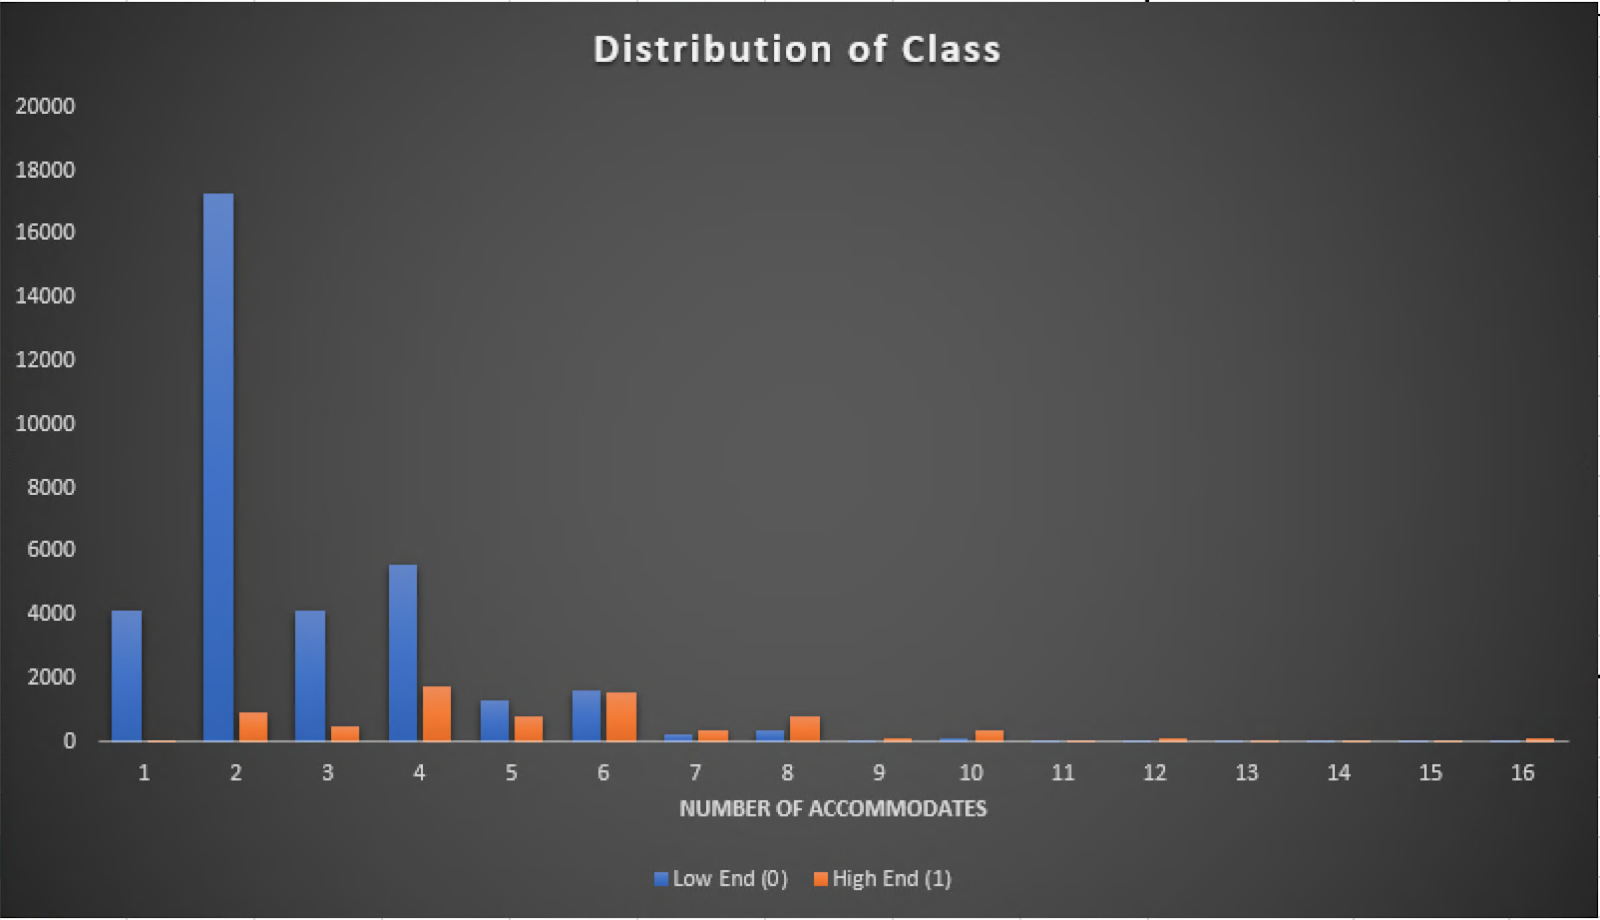 Distribution of Class
20000
18000
16000
14000
12000
10000
8000
6000
4000
2000
0
1 2 3 4 5 6 7 8 9 10 11 12 13 14 15 16
NUMBER OF ACCOMMODATES
Low End (0) High End (1)